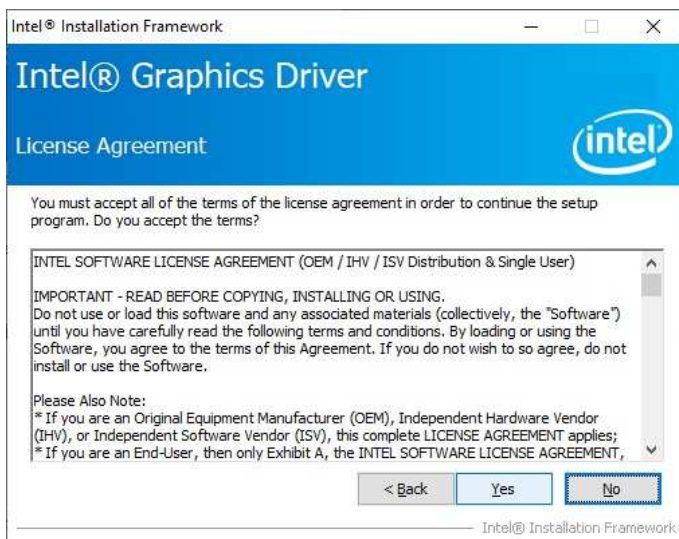 Intel® Installation Framework
Intel® Graphics Driver
License Agreement
intel
You must accept all of the terms of the license agreement in order to continue the setup
program. Do you accept the terms?
INTEL SOFTWARE LICENSE AGREEMENT (OEM / IHV / ISV Distribution & Single User)
IMPORTANT - READ BEFORE COPYING, INSTALLING OR USING.
Do not use or load this software and any associated materials (collectively, the "Software")
until you have carefully read the following terms and conditions. By loading or using the
Software, you agree to the terms of this Agreement. If you do not wish to so agree, do not
install or use the Software.
Please Also Note:
* If you are an Original Equipment Manufacturer (OEM), Independent Hardware Vendor
(IHV), or Independent Software Vendor (ISV), this complete LICENSE AGREEMENT applies;
* If you are an End-User, then only Exhibit A, the INTEL SOFTWARE LICENSE AGREEMENT,
< Back Yes No
Intel® Installation Framework